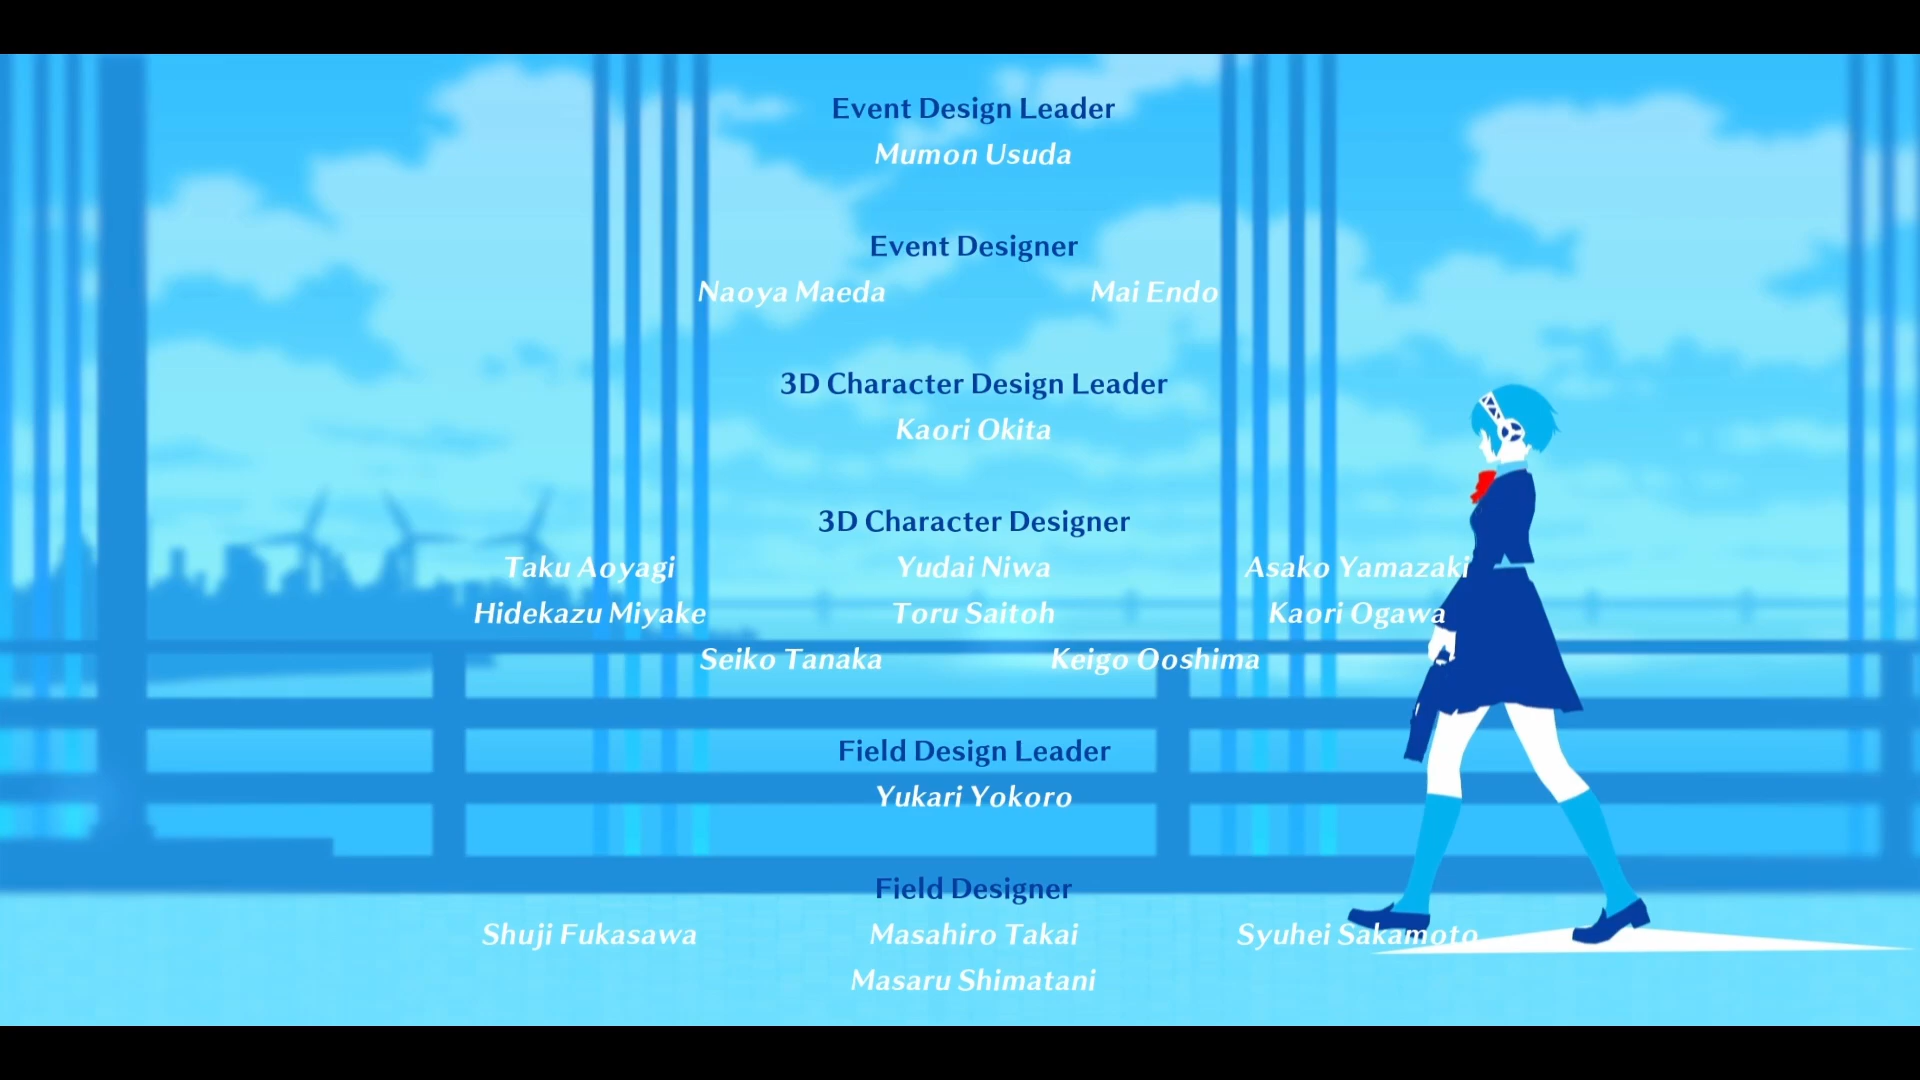 Event Design Leader
Mumon Usuda
Event Designer
Naoya Maeda Mai Endo
3D Character Design Leader
Kaori Okita
3D Character Designer
Taku Aoyagi Yudai Niwa Asako Yamazaki
Hidekazu Miyake Toru Saitoh Kaori Ogawa
Seiko Tanaka Keigo Ooshima
Field Design Leader
Yukari Yokoro
Field Designer
Shuji Fukasawa Masahiro Takai Syuhei Sakamoto
Masaru Shimatani